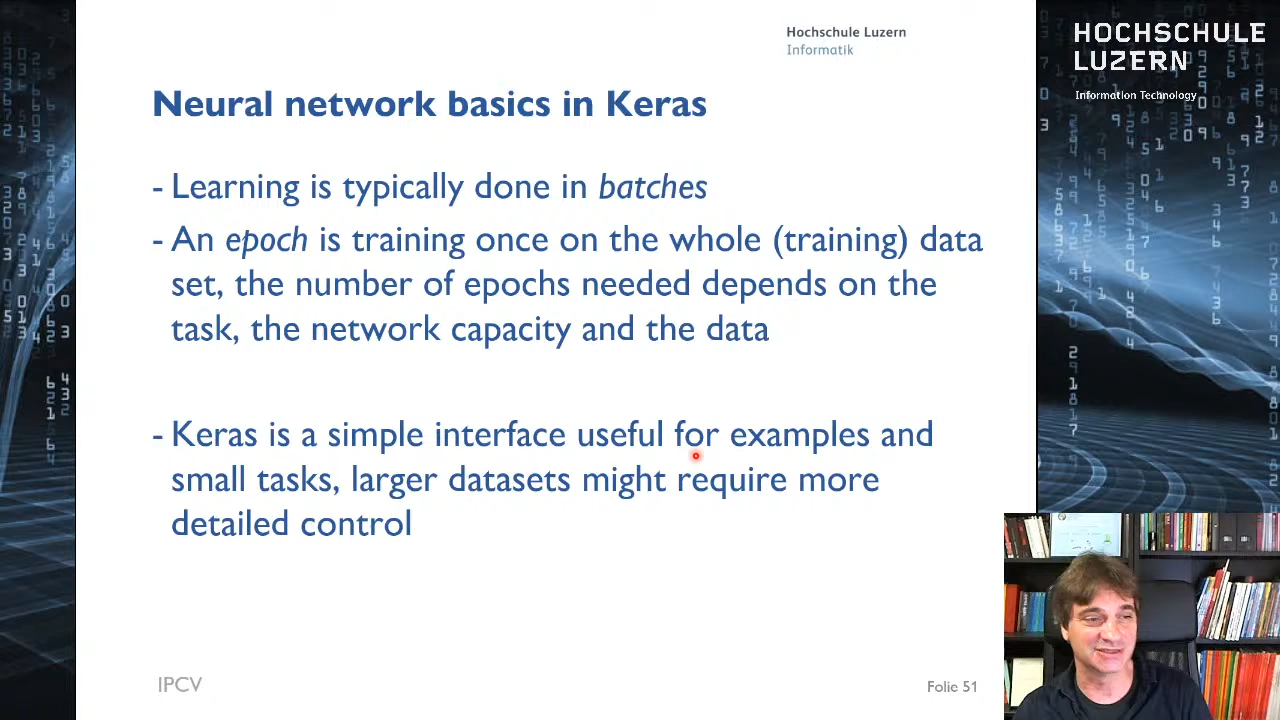 Hochschule Luzern
Informatik
HOCHSCHULE
LUZERN
Information Technology
Neural network basics in Keras
- Learning is typically done in batches
- An epoch is training once on the whole (training) data
set, the number of epochs needed depends on the
task, the network capacity and the data
- Keras is a simple interface useful for examples and
small tasks, larger datasets might require more
detailed control
IPCV
Folie 51